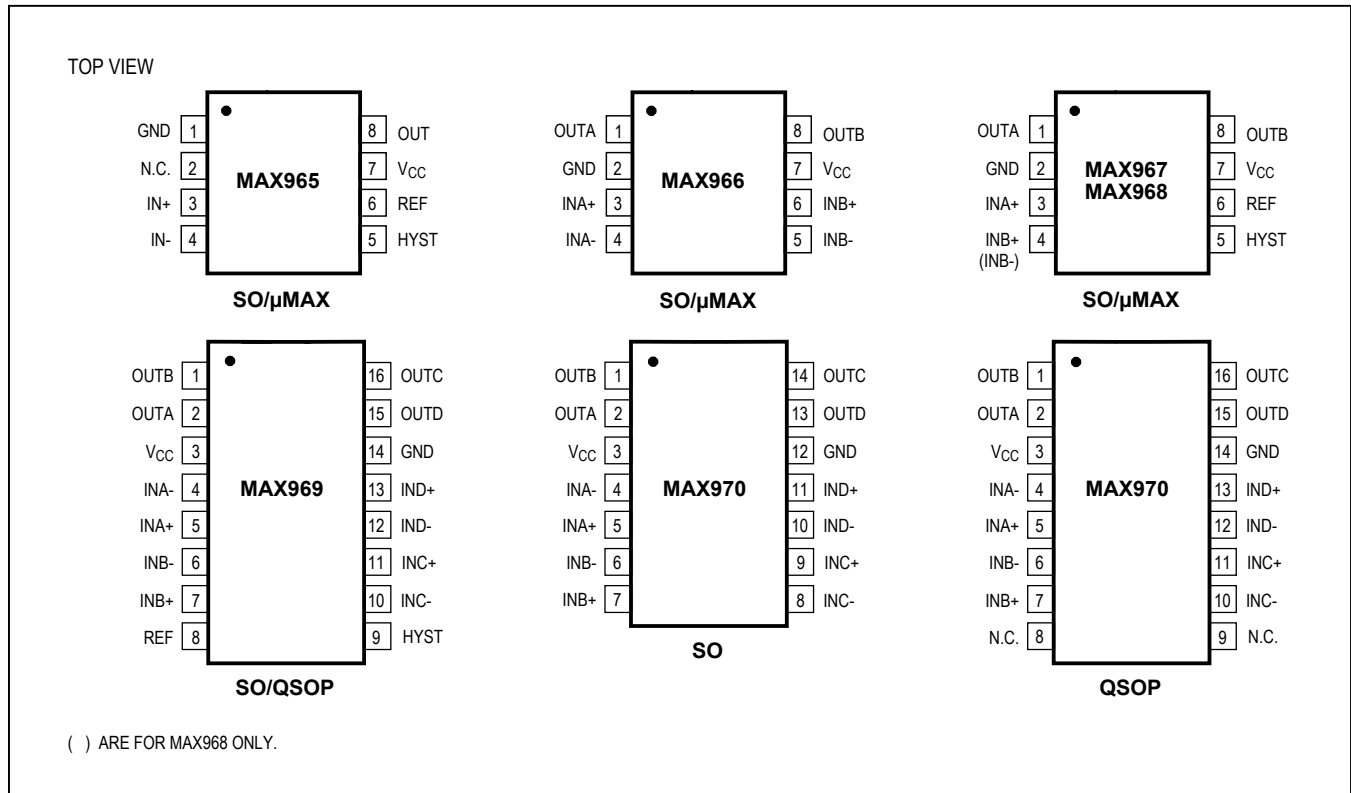 TOP VIEW
GND 1
N.C. 2
IN+ 3
IN- 4
MAX965
8 OUT
7 VCC
6 REF
5 HYST
SO/µMAX
OUTA 1
GND 2
INA+ 3
INA- 4
MAX966
8 OUTB
7 VCC
6 INB+
5 INB-
SO/µMAX
OUTA 1
GND 2
INA+ 3
INB+ 4
(INB-)
MAX967
MAX968
8 OUTB
7 VCC
6 REF
5 HYST
SO/µMAX
OUTB 1
OUTA 2
VCC 3
INA- 4
INA+ 5
INB- 6
INB+ 7
REF 8
MAX969
16 OUTC
15 OUTD
14 GND
13 IND+
12 IND-
11 INC+
10 INC-
9 HYST
SO/QSOP
OUTB 1
OUTA 2
VCC 3
INA- 4
INA+ 5
INB- 6
INB+ 7
MAX970
14 OUTC
13 OUTD
12 GND
11 IND+
10 IND-
9 INC+
8 INC-
SO
OUTB 1
OUTA 2
VCC 3
INA- 4
INA+ 5
INB- 6
INB+ 7
N.C. 8
MAX970
16 OUTC
15 OUTD
14 GND
13 IND+
12 IND-
11 INC+
10 INC-
9 N.C.
QSOP
( ) ARE FOR MAX968 ONLY.